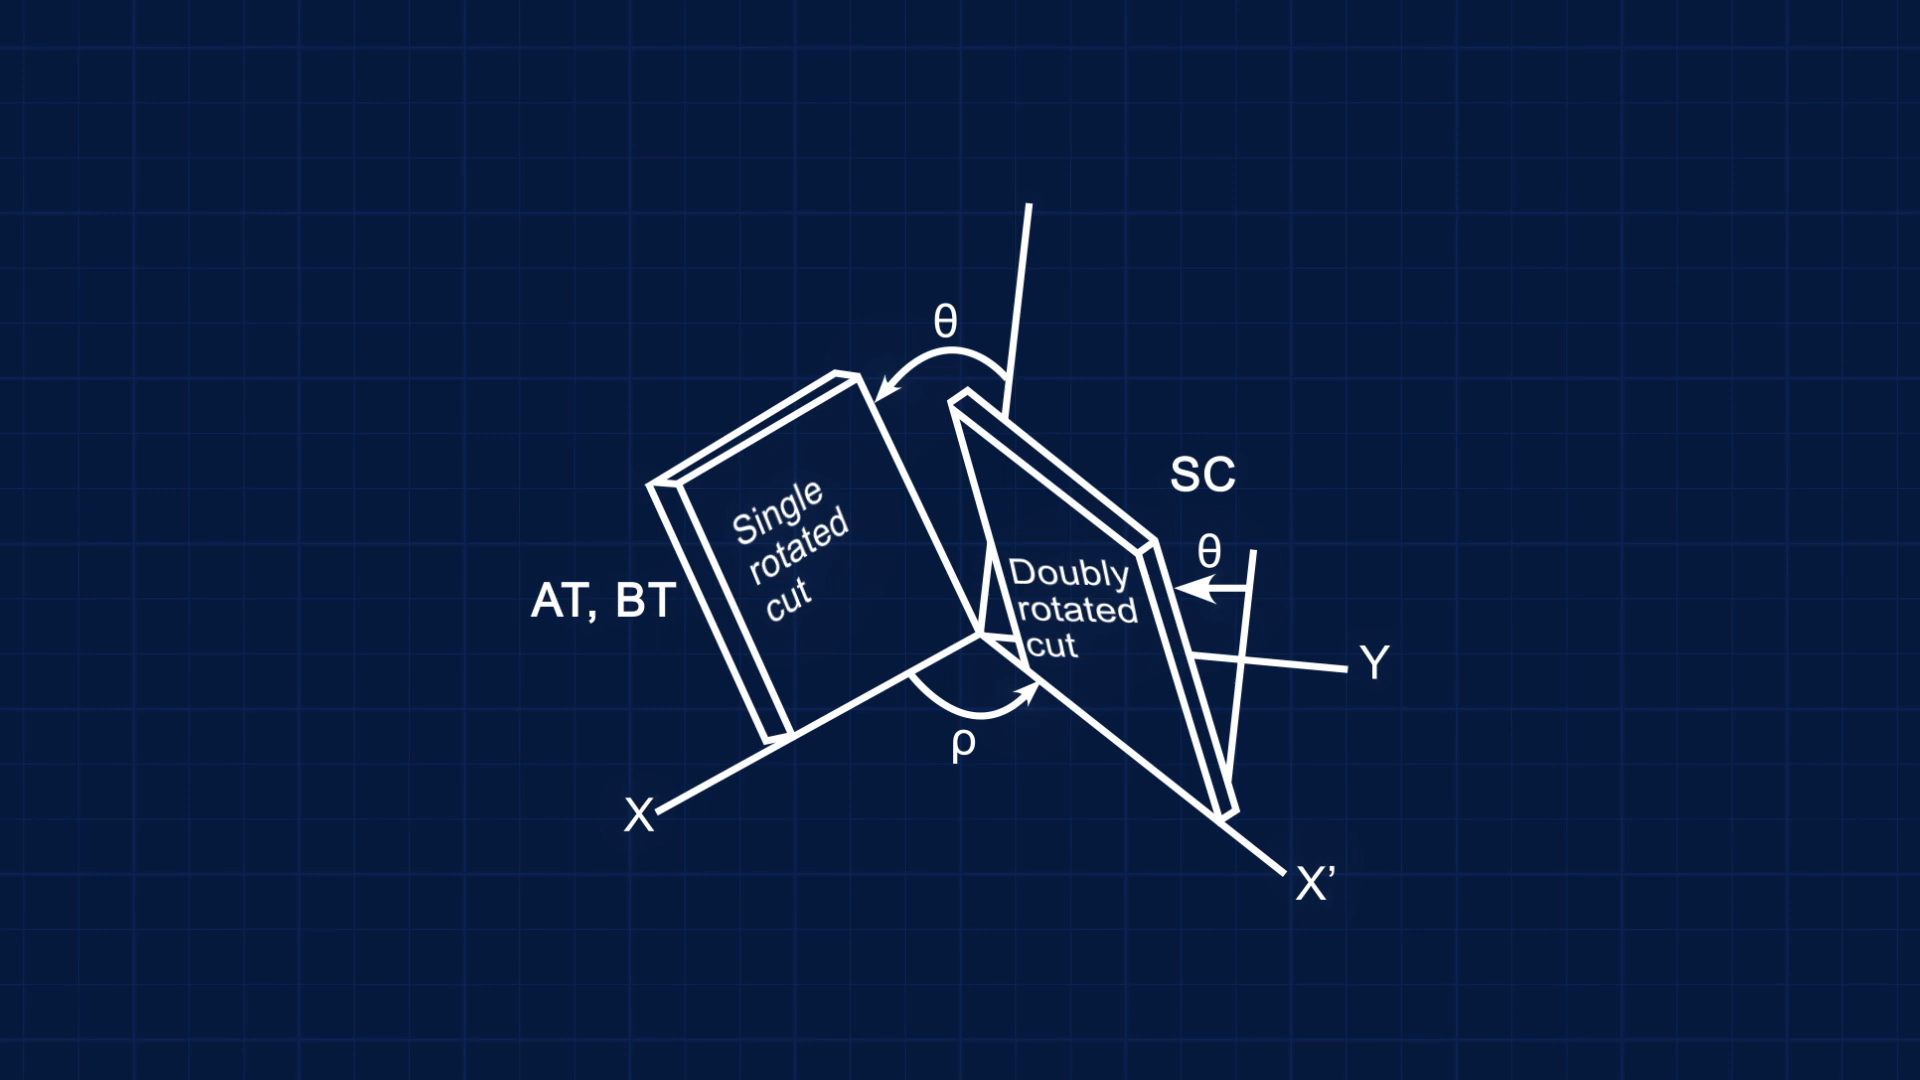 θ
SC
Single
rotated
cut
θ
Doubly
rotated
cut
AT, BT
Y
ρ
X
X’